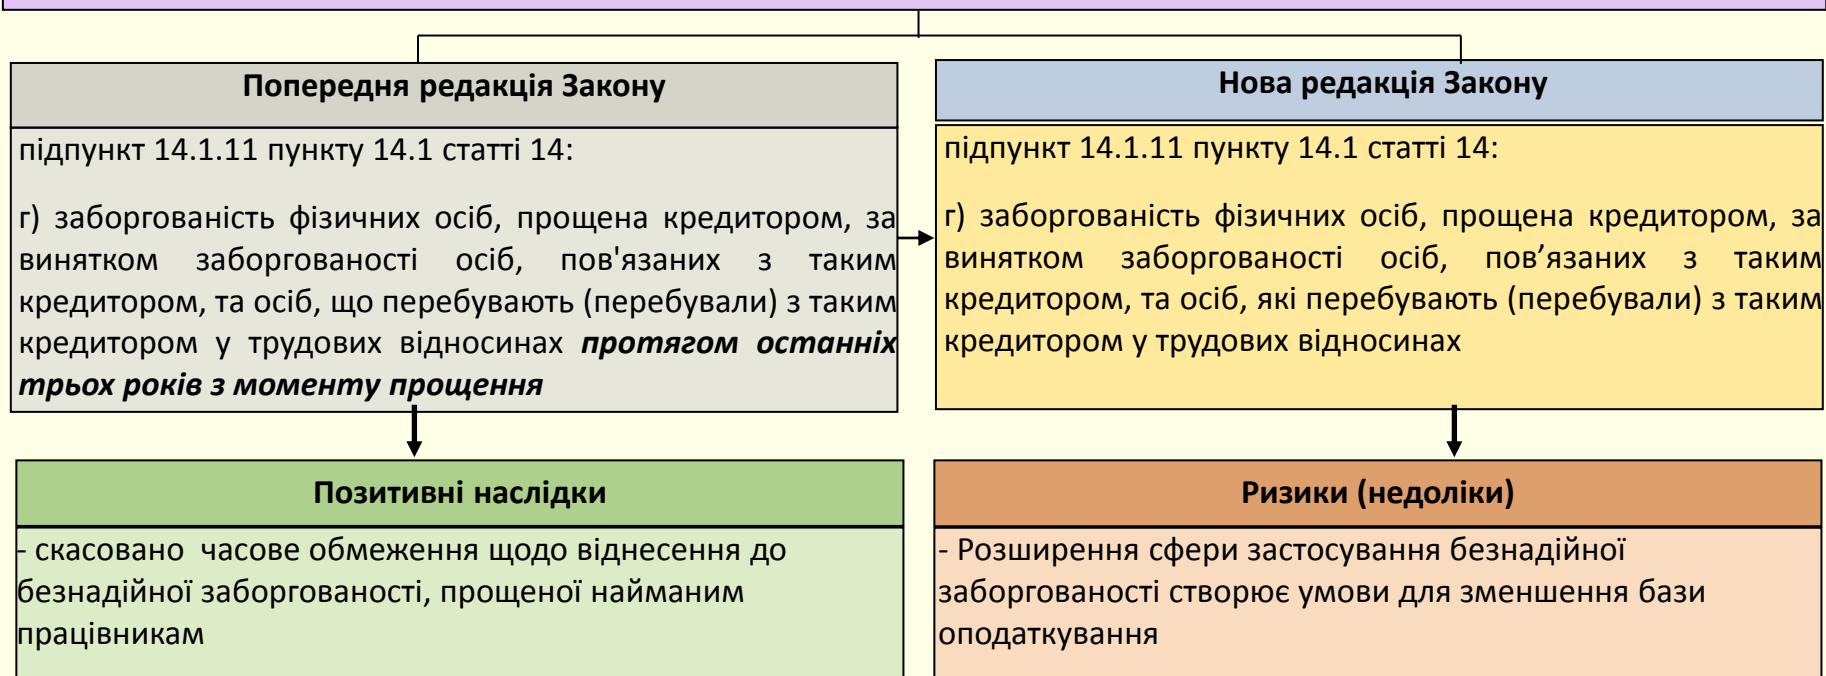 Попередня редакція Закону
підпункт 14.1.11 пункту 14.1 статті 14:
г) заборгованість фізичних осіб, прощена кредитором, за
винятком заборгованості осіб, пов'язаних з таким
кредитором, та осіб, що перебувають (перебували) з таким
кредитором у трудових відносинах протягом останніх
трьох років з моменту прощення
Нова редакція Закону
підпункт 14.1.11 пункту 14.1 статті 14:
г) заборгованість фізичних осіб, прощена кредитором, за
винятком заборгованості осіб, пов’язаних з таким
кредитором, та осіб, які перебувають (перебували) з таким
кредитором у трудових відносинах
Позитивні наслідки
- скасовано часове обмеження щодо віднесення до
безнадійної заборгованості, прощеної найманим
працівникам
Ризики (недоліки)
- Розширення сфери застосування безнадійної
заборгованості створює умови для зменшення бази
оподаткування